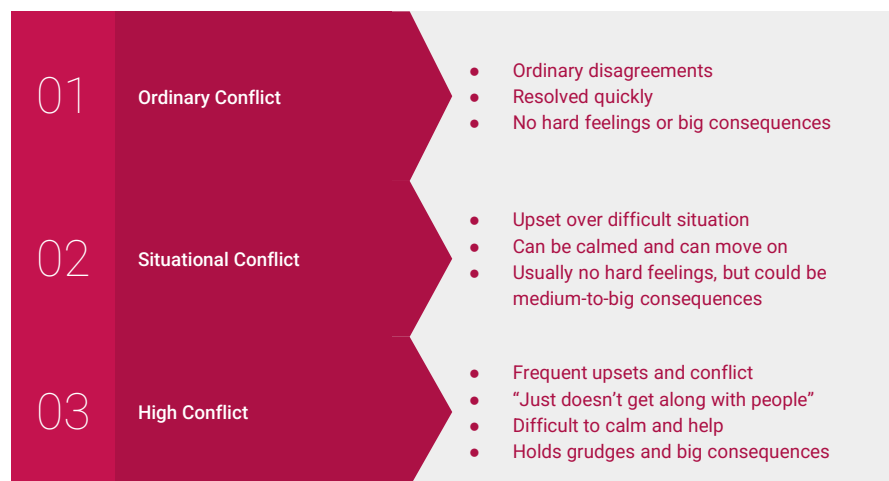 01
Ordinary Conflict
● Ordinary disagreements
● Resolved quickly
● No hard feelings or big consequences
02
Situational Conflict
● Upset over difficult situation
● Can be calmed and can move on
● Usually no hard feelings, but could be
medium-to-big consequences
03
High Conflict
● Frequent upsets and conflict
● “Just doesn’t get along with people”
● Difficult to calm and help
● Holds grudges and big consequences